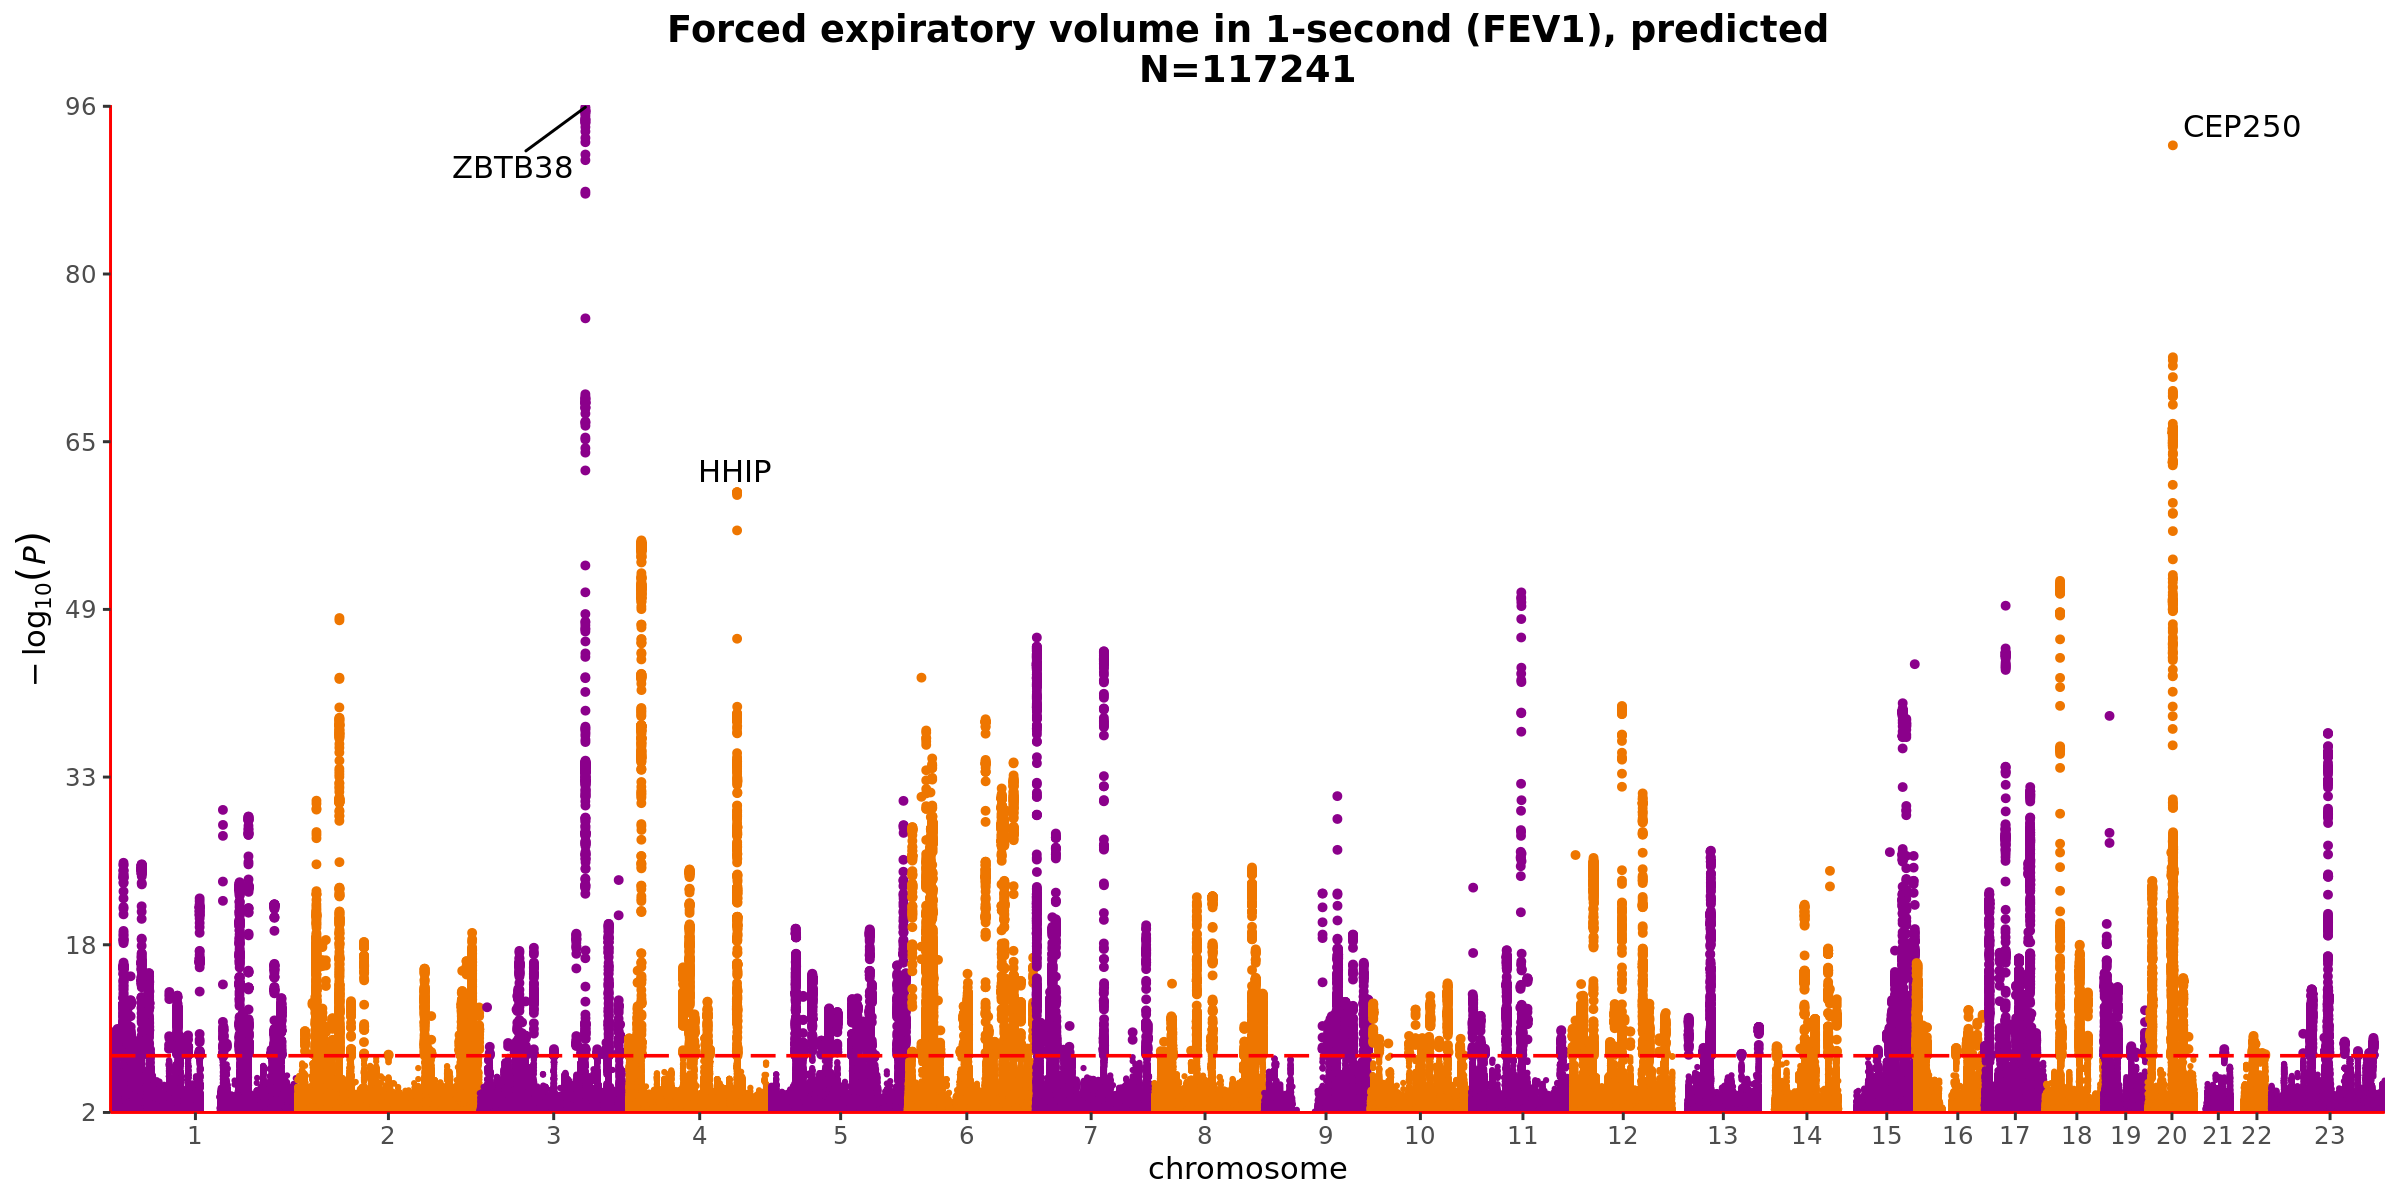 Forced expiratory volume in 1-second (FEV1), predicted
N=117241
96
80
65
49
33
18
2
− log10(P)
ZBTB38
HHIP
CEP250
1 2 3 4 5 6 7 8 9 10 11 12 13 14 15 16 17 18 19 20 21 22 23
chromosome